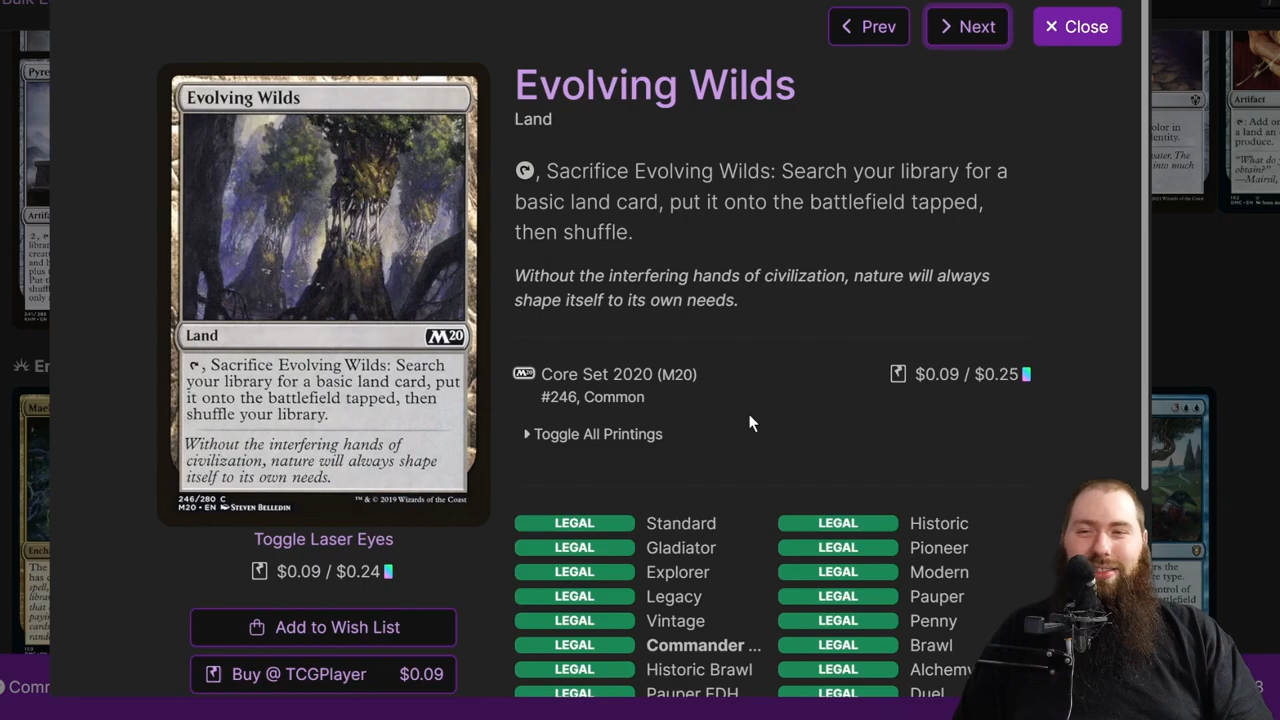 Prev
Next
Close
Evolving Wilds
Land
M20
, Sacrifice Evolving Wilds: Search
your library for a basic land card, put
it onto the battlefield tapped, then
shuffle your library.
Without the interfering hands of
civilization, nature will always shape
itself to its own needs.
246/280 C
M20 • EN STEVEN BELLEDIN
™ & © 2019 Wizards of the Coast
Toggle Laser Eyes
$0.09 / $0.24
Add to Wish List
Buy @ TCGPlayer $0.09
Evolving Wilds
Land
, Sacrifice Evolving Wilds: Search your library for a
basic land card, put it onto the battlefield tapped,
then shuffle.
Without the interfering hands of civilization, nature will always
shape itself to its own needs.
M20 Core Set 2020 (M20) $0.09 / $0.25
#246, Common
Toggle All Printings
LEGAL Standard LEGAL Historic
LEGAL Gladiator LEGAL Pioneer
LEGAL Explorer LEGAL Modern
LEGAL Legacy LEGAL Pauper
LEGAL Vintage LEGAL Penny
LEGAL Commander ... LEGAL Brawl
LEGAL Historic Brawl LEGAL Alchemy
LEGAL Pauper EDH LEGAL Duel
Artifact